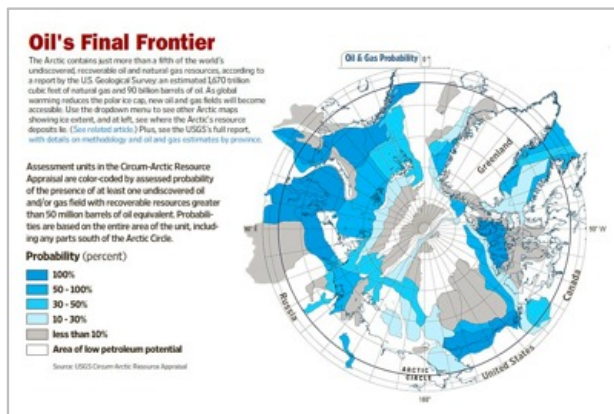 Oil's Final Frontier
The Arctic contains just more than a fifth of the world's
undiscovered, recoverable oil and natural gas resources, according to
a report by the U.S. Geological Survey: an estimated 1,670 trillion
cubic feet of natural gas and 90 billion barrels of oil. As global
warming reduces the polar ice cap, new oil and gas fields will become
accessible. Use the dropdown menu to see other Arctic maps
showing ice extent, and at left, see where the Arctic's resource
deposits lie. (See related article.) Plus, see the USGS's full report,
with details on methodology and oil and gas estimates by province.
Assessment units in the Circum-Arctic Resource
Appraisal are color-coded by assessed probability
of the presence of at least one undiscovered oil
and/or gas field with recoverable resources greater
than 50 million barrels of oil equivalent. Probabili-
ties are based on the entire area of the unit, includ-
ing any parts south of the Arctic Circle.
Probability (percent)
100%
50 - 100%
30 - 50%
10 - 30%
less than 10%
Area of low petroleum potential
Source: USGS Circum-Arctic Resource Appraisal
Oil & Gas Probability
0°
Greenland
90° W
Canada
United States
ARCTIC
CIRCLE
180°
Russia